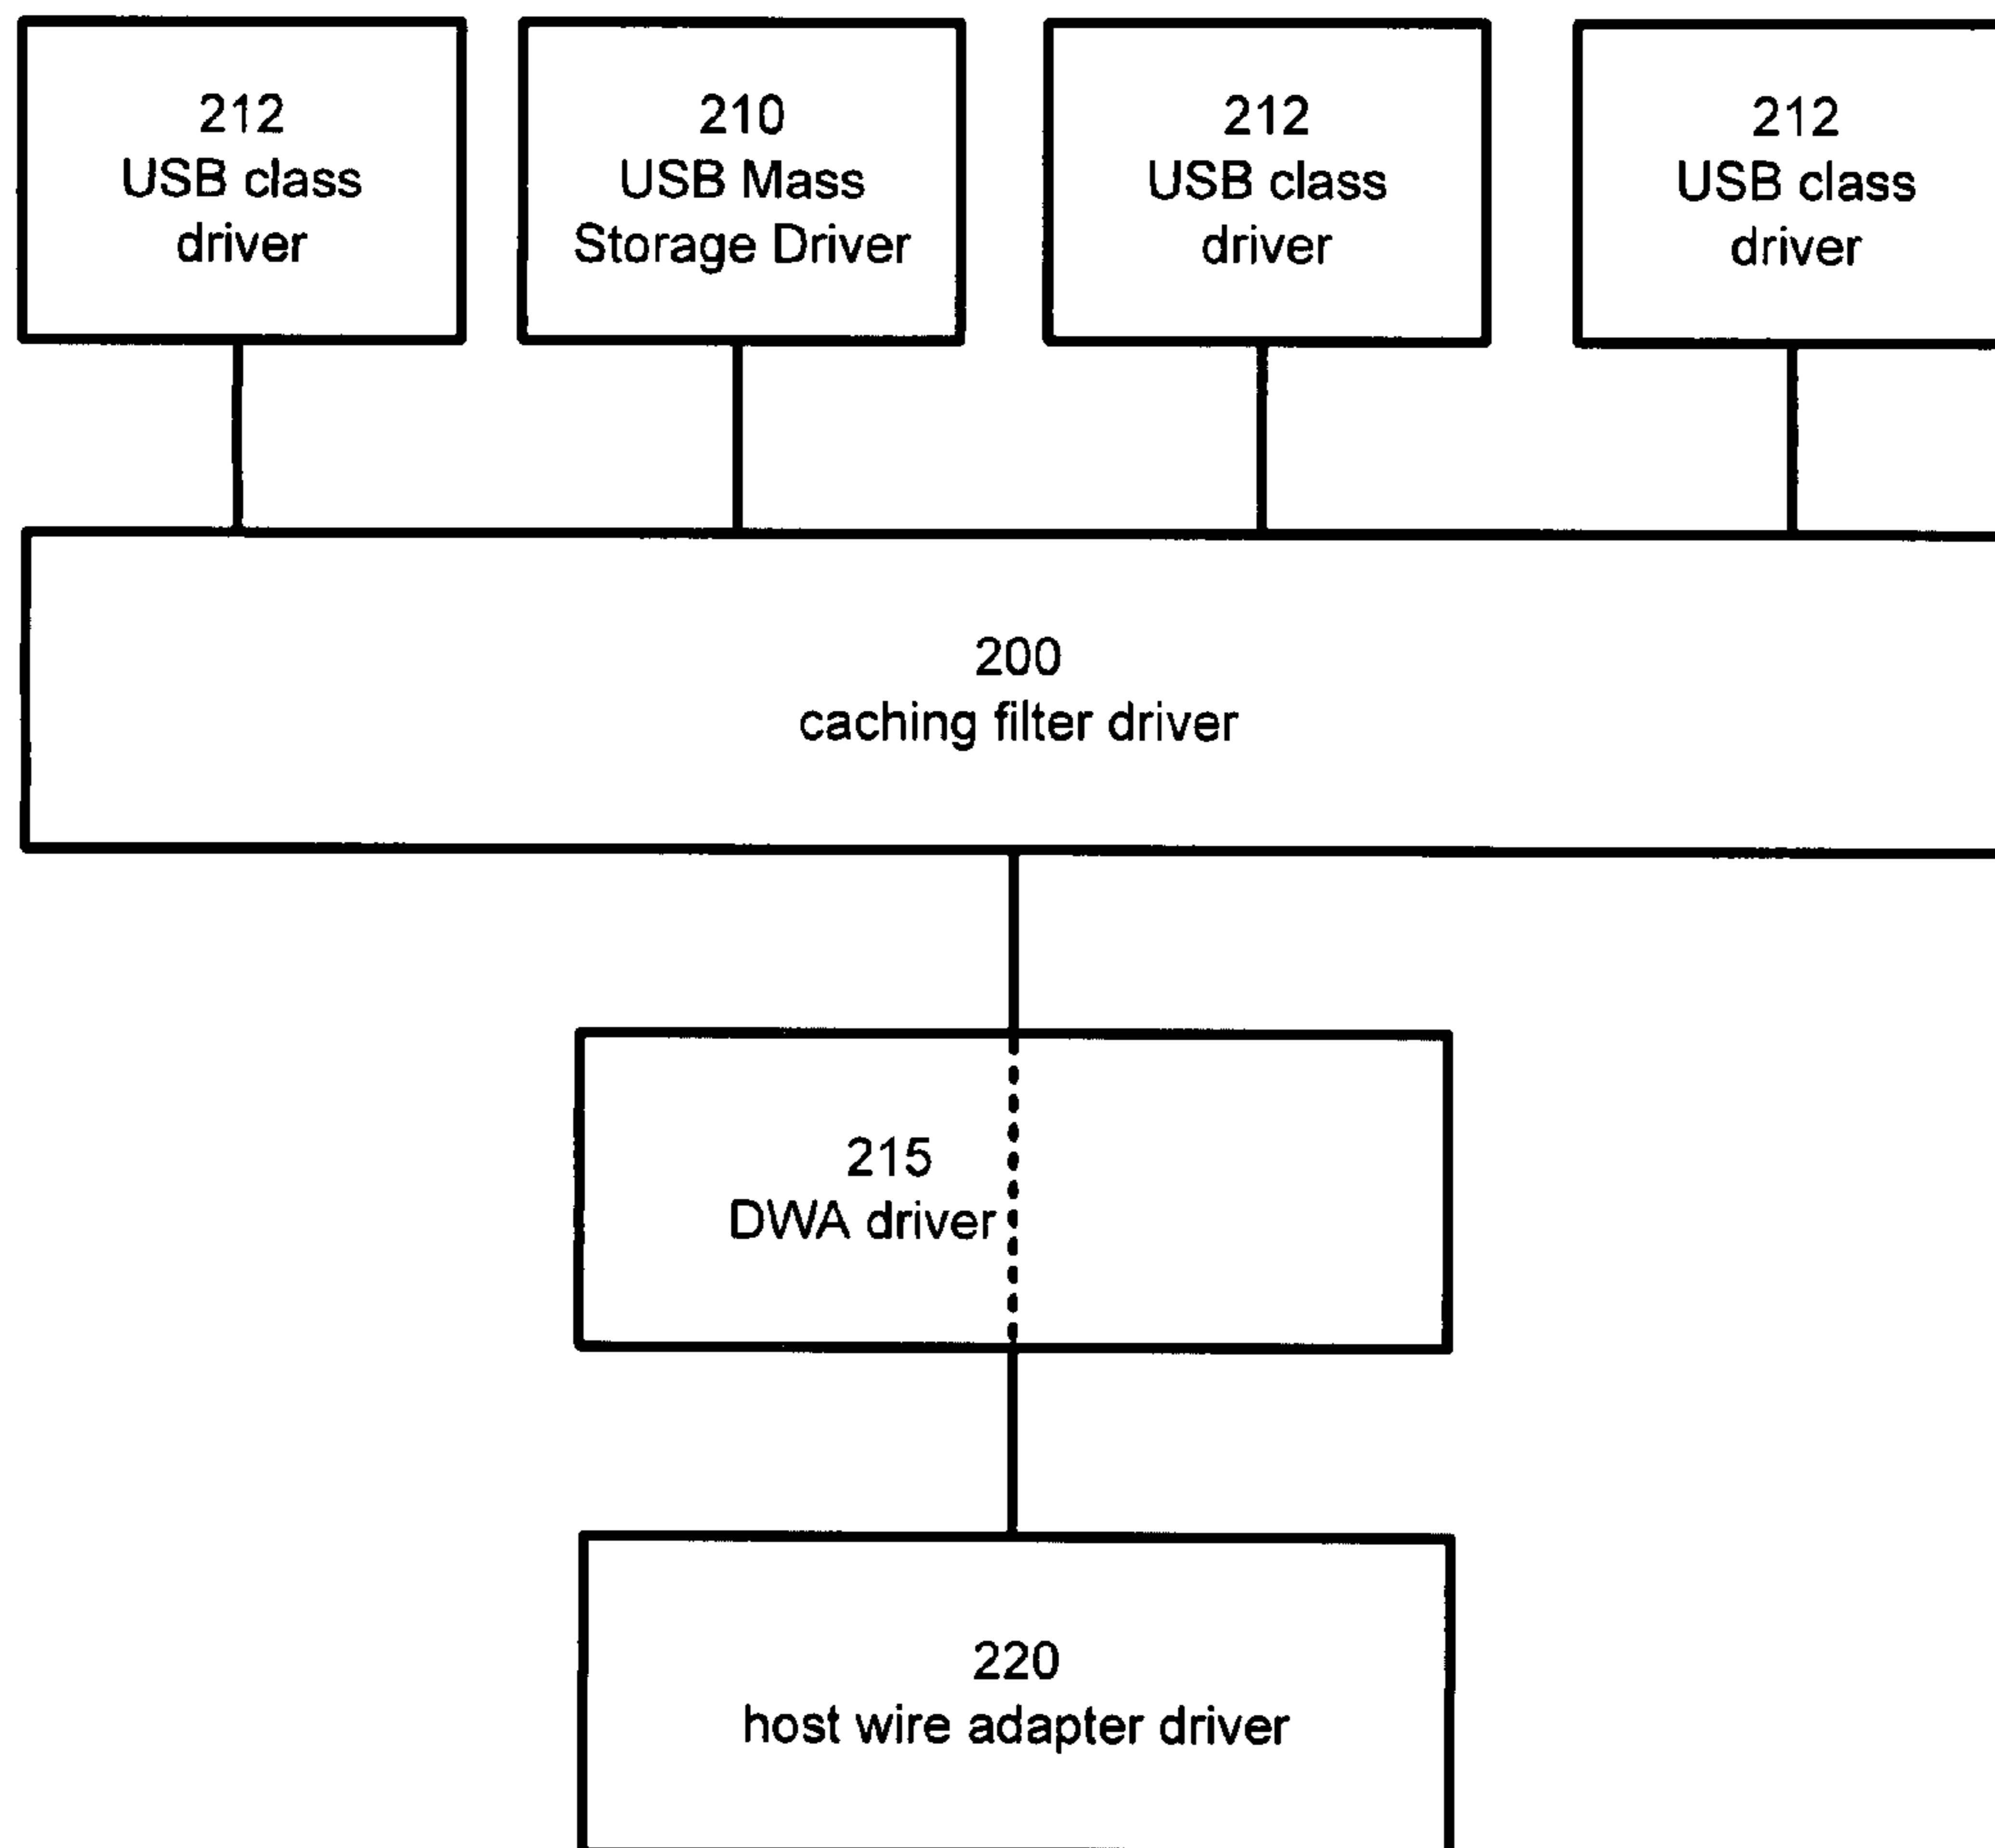 212
USB class
driver
210
USB Mass
Storage Driver
212
USB class
driver
212
USB class
driver
200
caching filter driver
215
DWA driver
220
host wire adapter driver